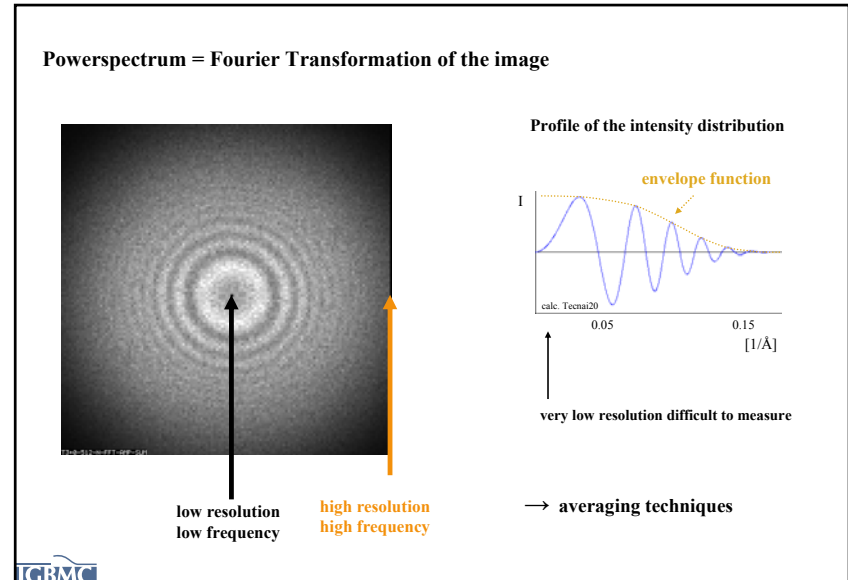 Powerspectrum = Fourier Transformation of the image
Profile of the intensity distribution
envelope function
I
calc. Tecnai20
0.05
0.15
[1/Å]
very low resolution difficult to measure
low resolution
low frequency
high resolution
high frequency
→ averaging techniques
IGBMC